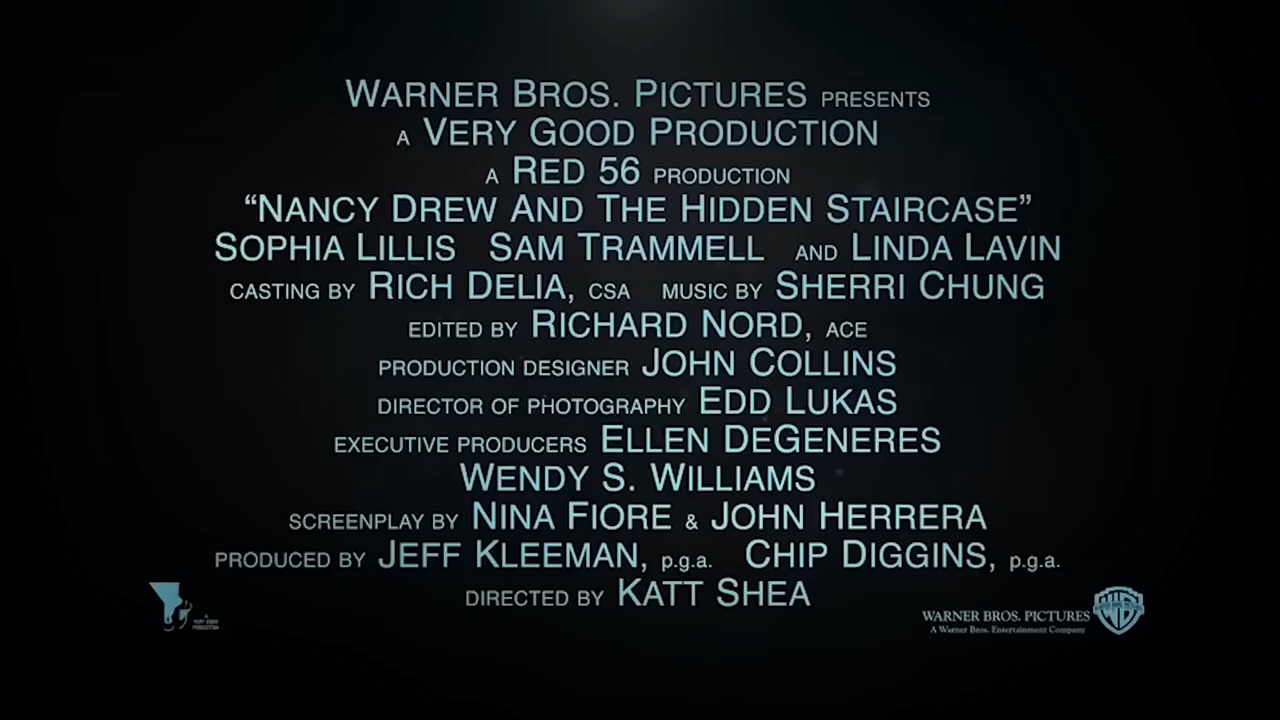 WARNER BROS. PICTURES PRESENTS
A VERY GOOD PRODUCTION
A RED 56 PRODUCTION
“NANCY DREW AND THE HIDDEN STAIRCASE”
SOPHIA LILLIS SAM TRAMMELL AND LINDA LAVIN
CASTING BY RICH DELIA, CSA MUSIC BY SHERRI CHUNG
EDITED BY RICHARD NORD, ACE
PRODUCTION DESIGNER JOHN COLLINS
DIRECTOR OF PHOTOGRAPHY EDD LUKAS
EXECUTIVE PRODUCERS ELLEN DEGENERES
WENDY S. WILLIAMS
SCREENPLAY BY NINA FIORE & JOHN HERRERA
PRODUCED BY JEFF KLEEMAN, p.g.a. CHIP DIGGINS, p.g.a.
DIRECTED BY KATT SHEA
WARNER BROS. PICTURES
A Warner Bros. Entertainment Company